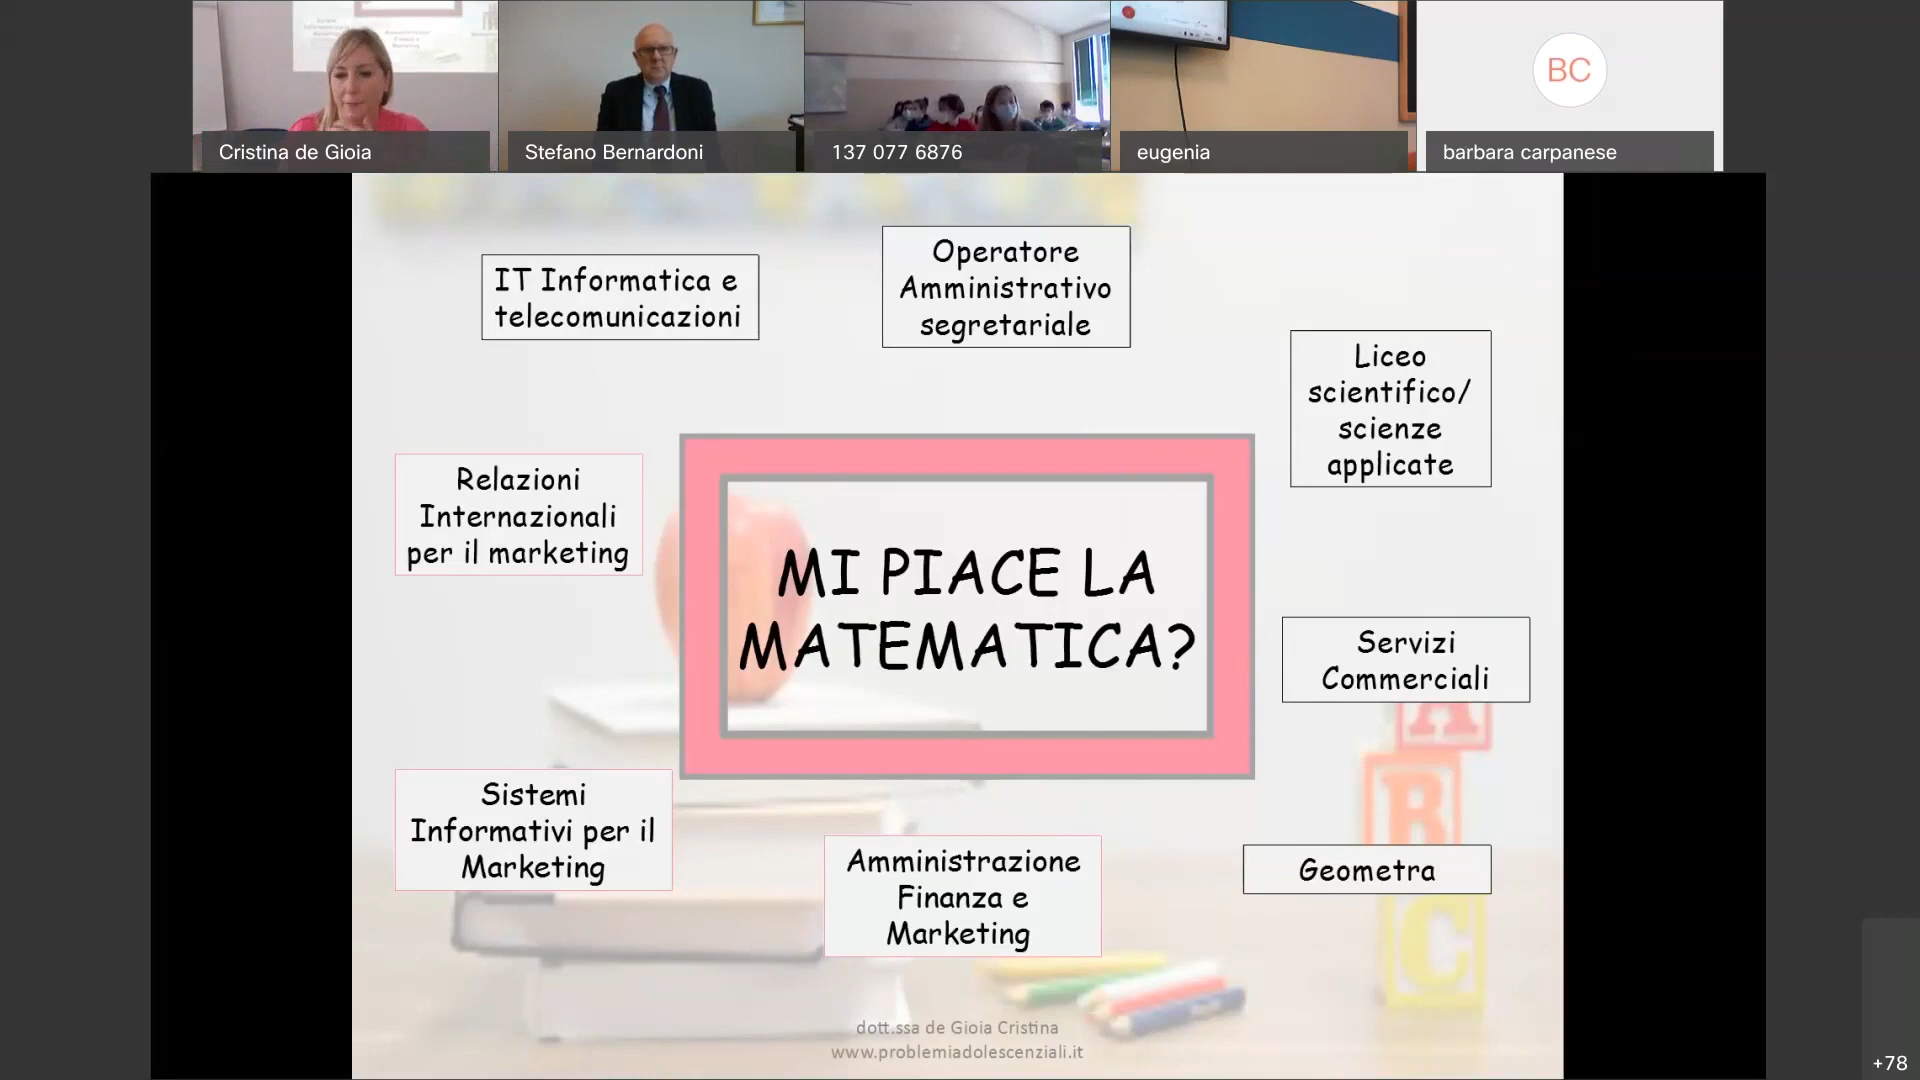 Cristina de Gioia
Stefano Bernardoni
137 077 6876
eugenia
BC
barbara carpanese
IT Informatica e
telecomunicazioni
Operatore
Amministrativo
segretariale
Liceo
scientifico/
scienze
applicate
Relazioni
Internazionali
per il marketing
MI PIACE LA
MATEMATICA?
Servizi
Commerciali
Sistemi
Informativi per il
Marketing
Amministrazione
Finanza e
Marketing
Geometra
A
B
C
dott.ssa de Gioia Cristina
www.problemiadolescenziali.it
+78